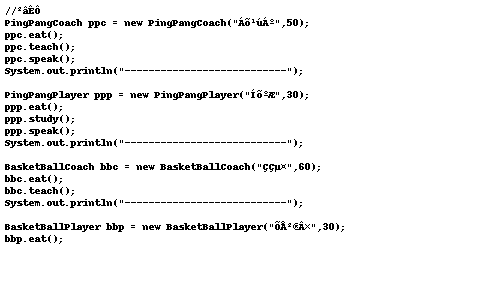 //²âÊÔ
PingPangCoach ppc = new PingPangCoach("Áõ¹úÁº",50);
ppc.eat();
ppc.teach();
ppc.speak();
System.out.println("---------------------------");
PingPangPlayer ppp = new PingPangPlayer("ÍõºÆ",30);
ppp.eat();
ppp.study();
ppp.speak();
System.out.println("---------------------------");
BasketBallCoach bbc = new BasketBallCoach("ÇÇµ¤",60);
bbc.eat();
bbc.teach();
System.out.println("---------------------------");
BasketBallPlayer bbp = new BasketBallPlayer("ÕÂ²©Â×",30);
bbp.eat();